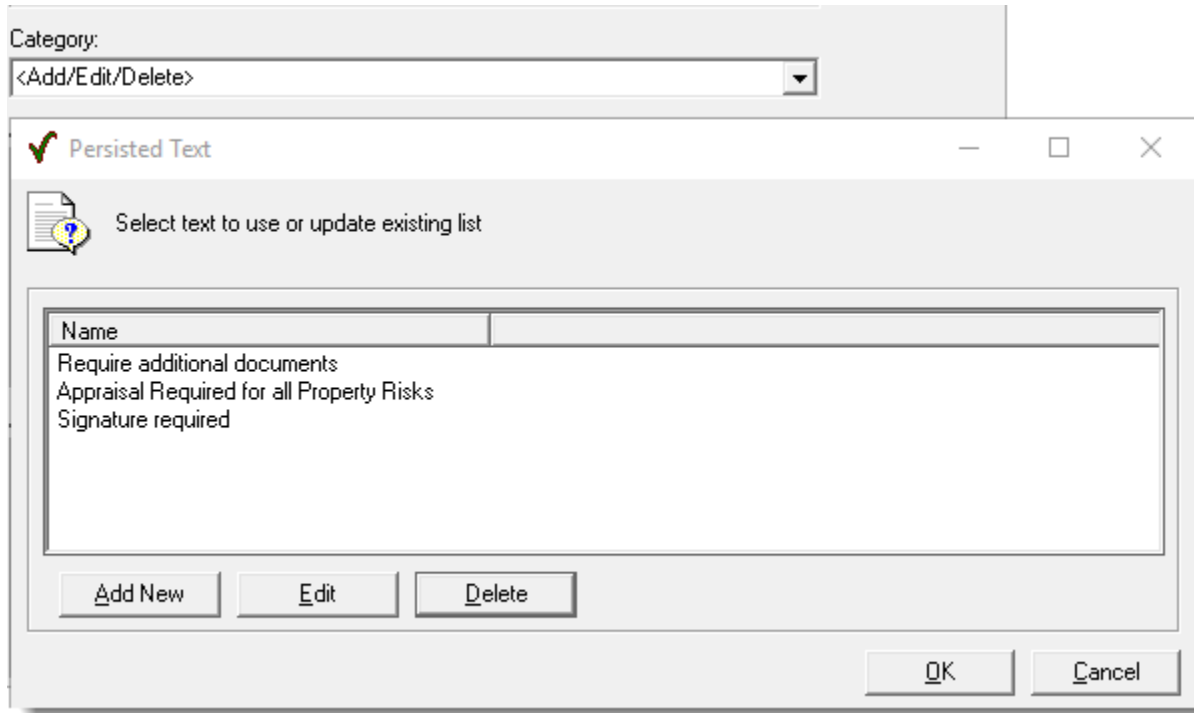 Category:
<Add/Edit/Delete>
Persisted Text
Select text to use or update existing list
Name
Require additional documents
Appraisal Required for all Property Risks
Signature required
Add New Edit Delete
OK Cancel